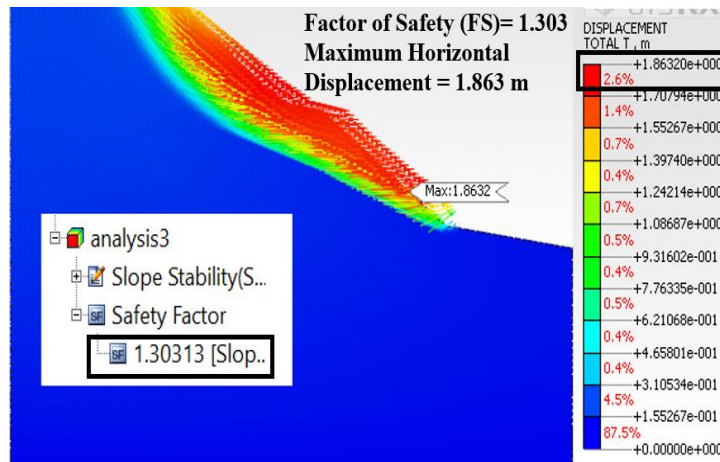 Factor of Safety (FS)= 1.303
Maximum Horizontal
Displacement = 1.863 m
DISPLACEMENT
TOTAL T , m
+1.86320e+000
2.6%
+1.70794e+000
1.4%
+1.55267e+000
0.7%
+1.39740e+000
0.4%
+1.24214e+000
0.7%
+1.08687e+000
0.5%
+9.31602e-001
0.4%
+7.76335e-001
0.5%
+6.21068e-001
0.4%
+4.65801e-001
0.4%
+3.10534e-001
4.5%
+1.55267e-001
87.5%
+0.00000e+000
Max:1.8632
analysis3
Slope Stability(S...
Safety Factor
SF 1.30313 [Slop..